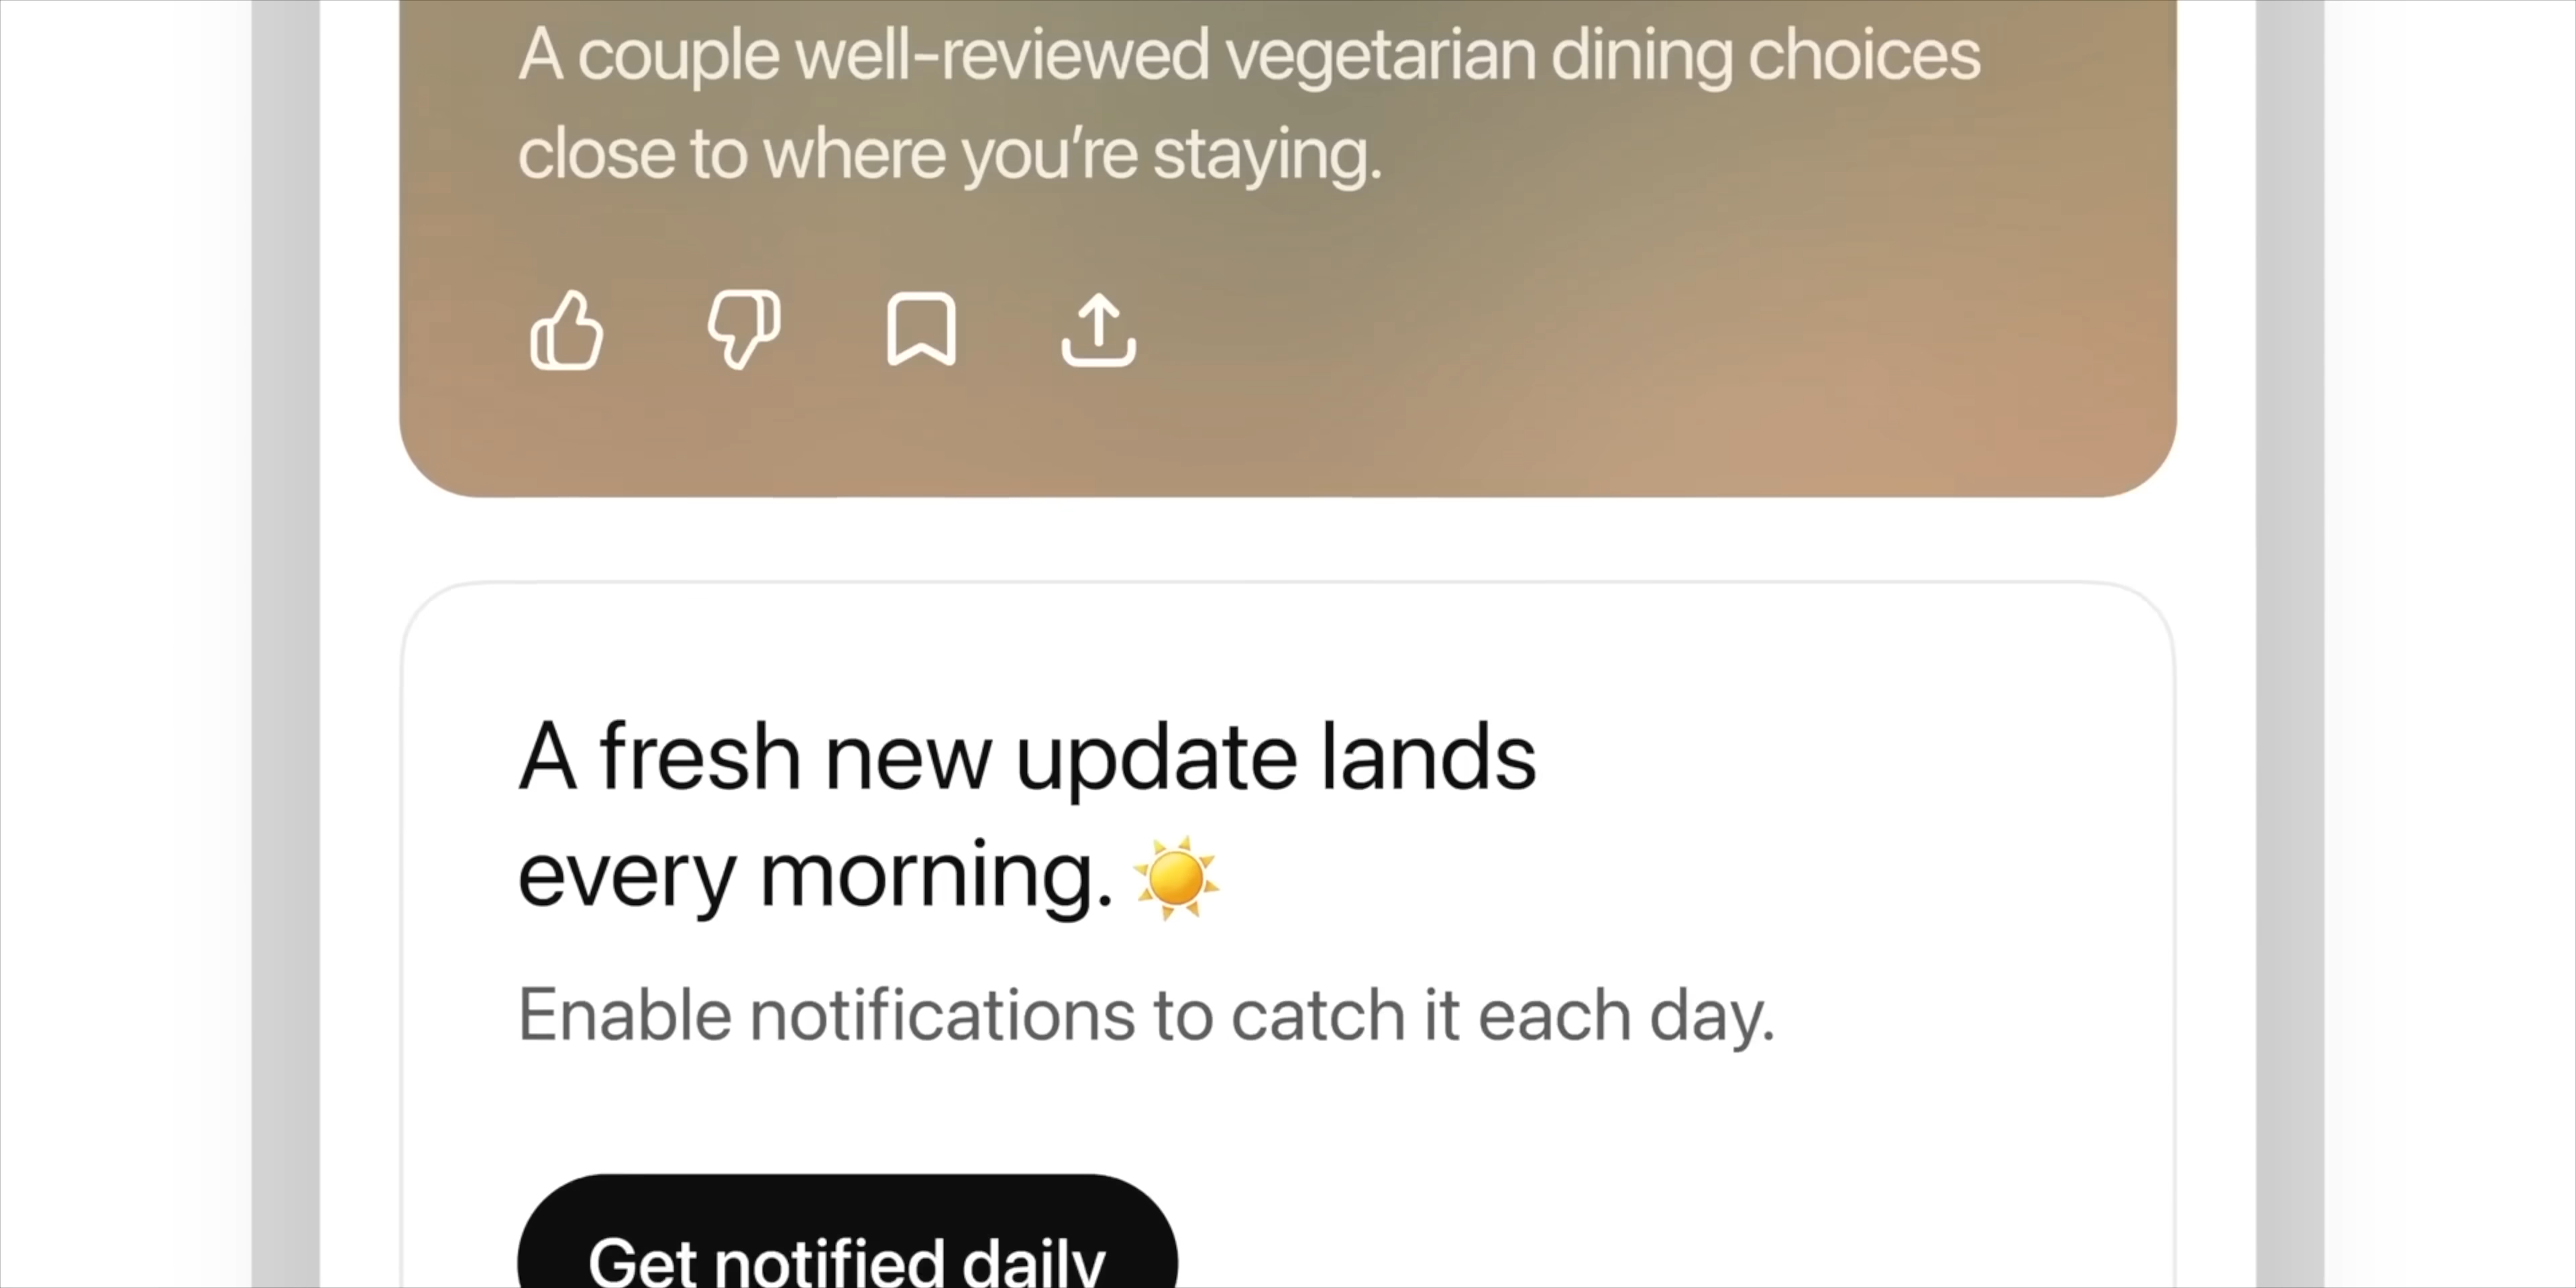 A couple well-reviewed vegetarian dining choices
close to where you’re staying.
A fresh new update lands
every morning. ☀️
Enable notifications to catch it each day.
Get notified daily